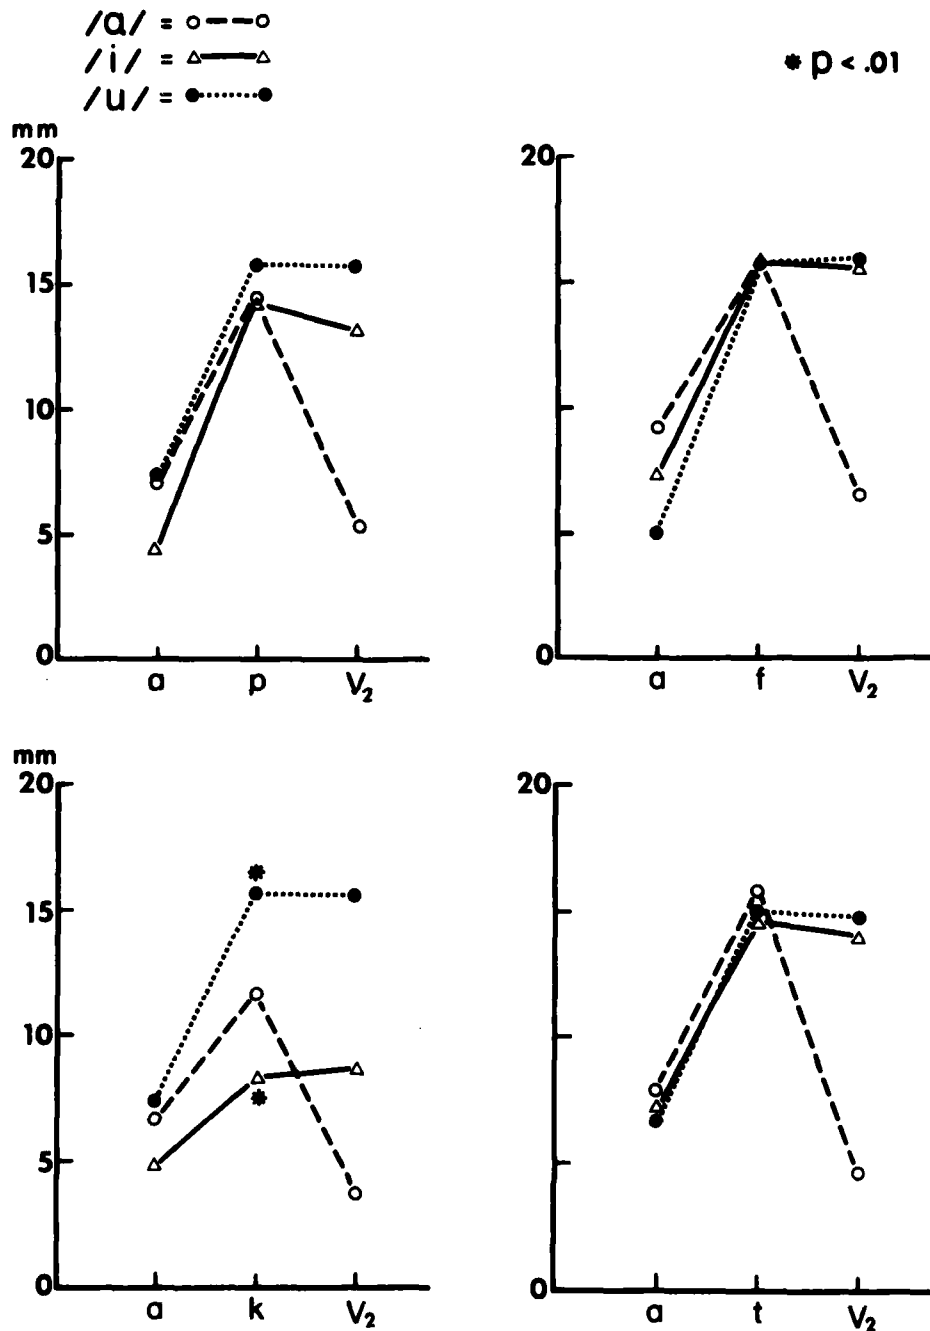 /a/ =
/i/ =
/u/ =
* p < .01
mm
20
15
10
5
0
a p V₂
20
0
a f V₂
mm
20
15
10
5
0
a k V₂
*
*
20
0
a t V₂